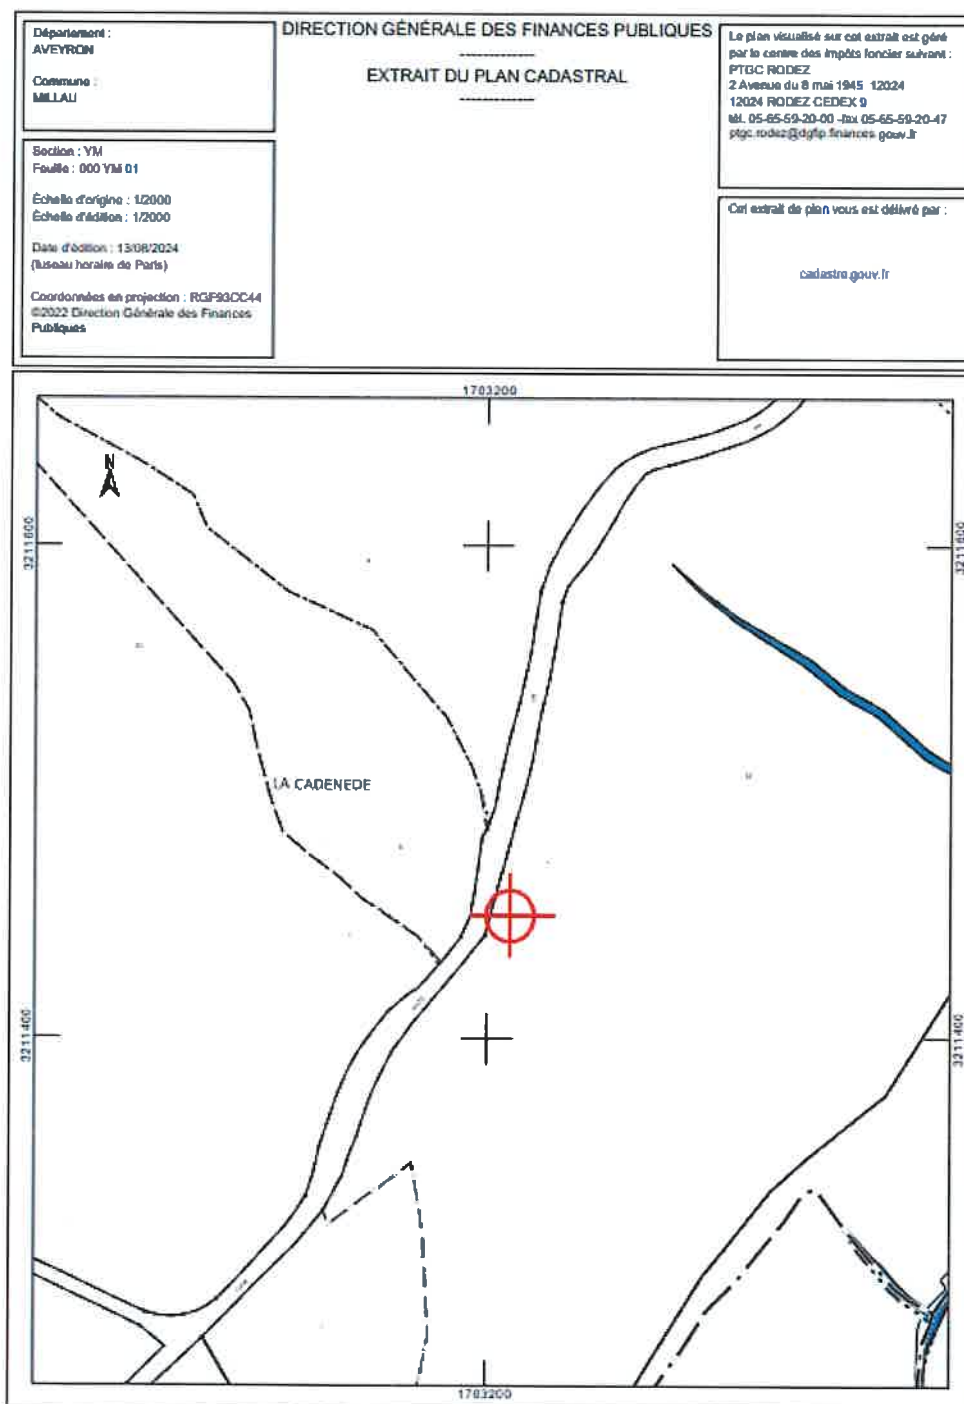 Département :
AVEYRON
Commune :
MILLAU
Section : YM
Feuille : 000 YM 01
Échelle d'origine : 1/2000
Échelle d'édition : 1/2000
Date d'édition : 13/08/2024
(fuseau horaire de Paris)
Coordonnées en projection : RGF93CC44
©2022 Direction Générale des Finances
Publiques
DIRECTION GÉNÉRALE DES FINANCES PUBLIQUES
EXTRAIT DU PLAN CADASTRAL
Le plan visualisé sur cet extrait est géré
par le centre des impôts foncier suivant :
PTGC RODEZ
2 Avenue du 8 mai 1945 12024
12024 RODEZ CEDEX 9
tél. 05-65-59-20-00 -fax 05-65-59-20-47
ptgc.rodez@dgfip.finances.gouv.fr
Cet extrait de plan vous est délivré par :
cadastre.gouv.fr
1703200
N
3211600
3211600
LA CADENEDE
3211400
3211400
1703200